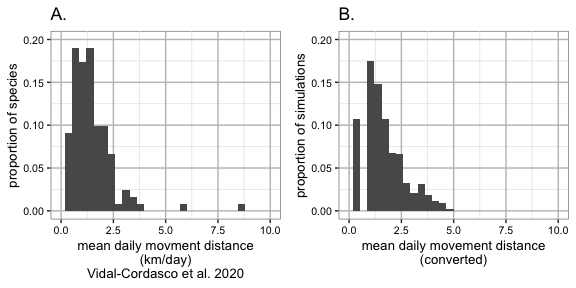 A.
proportion of species
0.20
0.15
0.10
0.05
0.00
0.0 2.5 5.0 7.5 10.0
mean daily movment distance
(km/day)
Vidal-Cordasco et al. 2020
B.
proportion of simulations
0.20
0.15
0.10
0.05
0.00
0.0 2.5 5.0 7.5 10.0
mean daily movement distance
(converted)